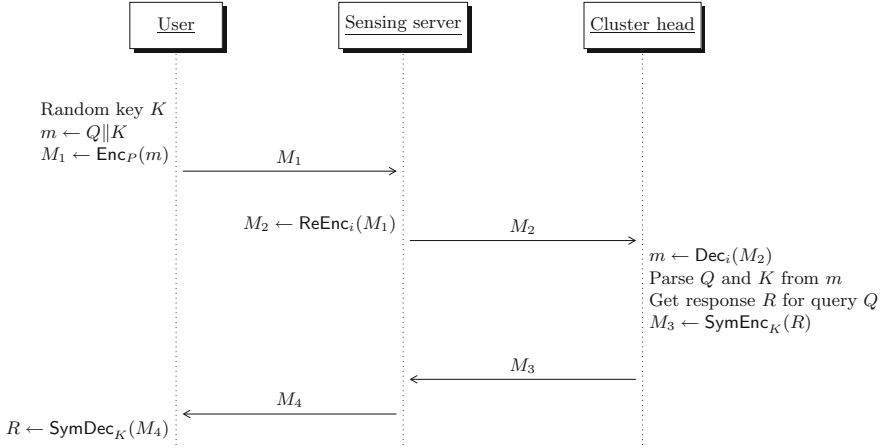 User
Sensing server
Cluster head
Random key K
m ← Q∥K
M₁ ← Enc_P(m)
M₁
M₂ ← ReEnc_i(M₁)
M₂
m ← Dec_i(M₂)
Parse Q and K from m
Get response R for query Q
M₃ ← SymEnc_K(R)
M₃
M₄
R ← SymDec_K(M₄)